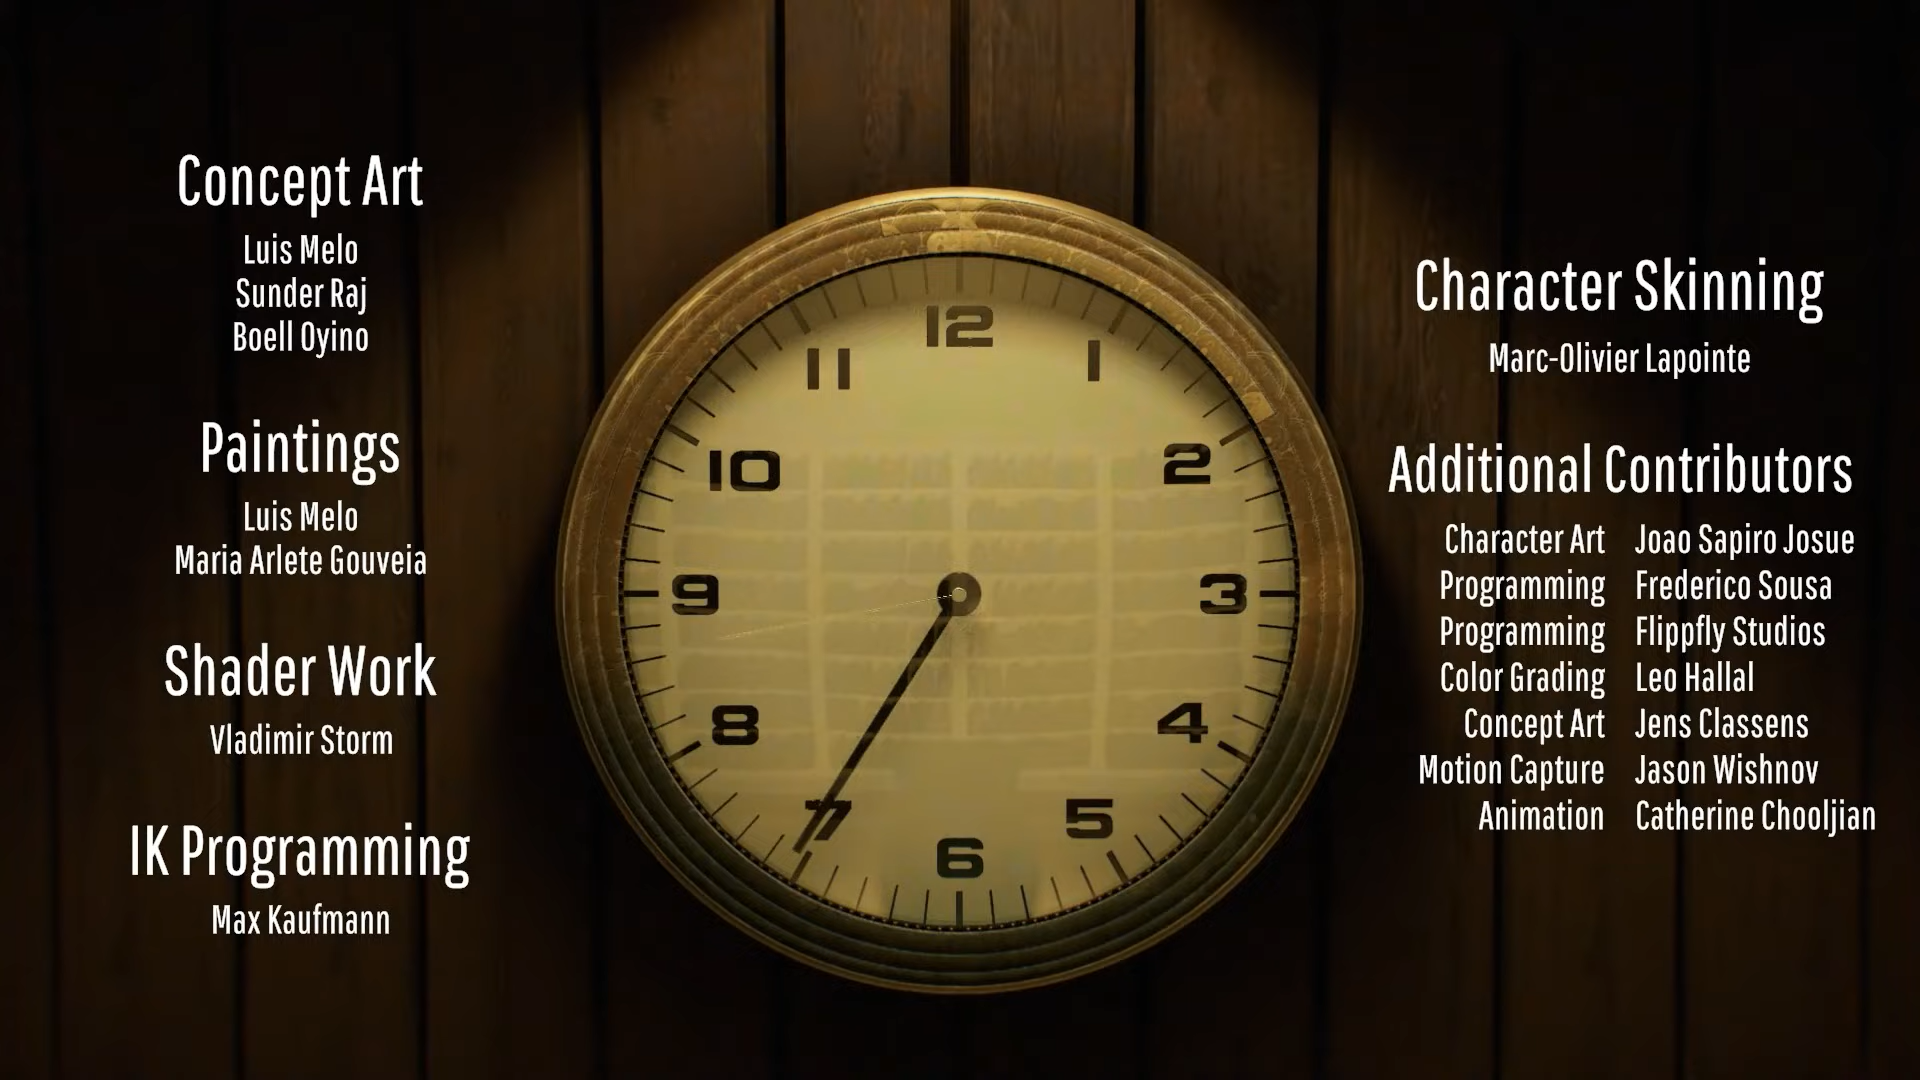 Concept Art
Luis Melo
Sunder Raj
Boell Oyino
Paintings
Luis Melo
Maria Arlete Gouveia
Shader Work
Vladimir Storm
IK Programming
Max Kaufmann
12
1
2
3
4
5
6
7
8
9
10
11
Character Skinning
Marc-Olivier Lapointe
Additional Contributors
Character Art Joao Sapiro Josue
Programming Frederico Sousa
Programming Flippfly Studios
Color Grading Leo Hallal
Concept Art Jens Classens
Motion Capture Jason Wishnov
Animation Catherine Chooljian